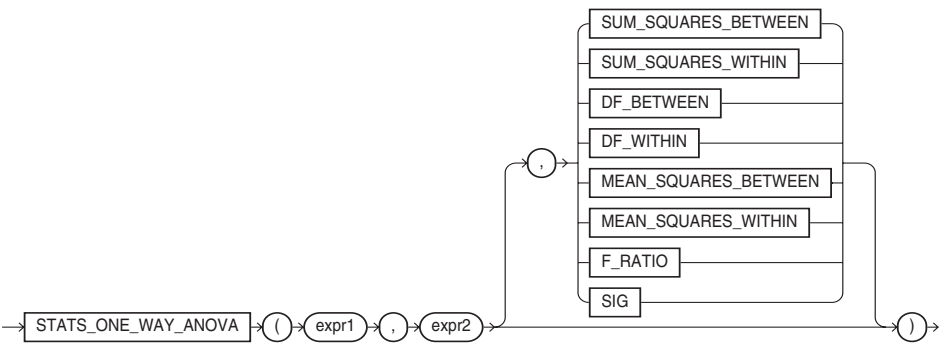 SUM_SQUARES_BETWEEN
SUM_SQUARES_WITHIN
DF_BETWEEN
DF_WITHIN
,
MEAN_SQUARES_BETWEEN
MEAN_SQUARES_WITHIN
F_RATIO
SIG
STATS_ONE_WAY_ANOVA ( expr1 , expr2 )